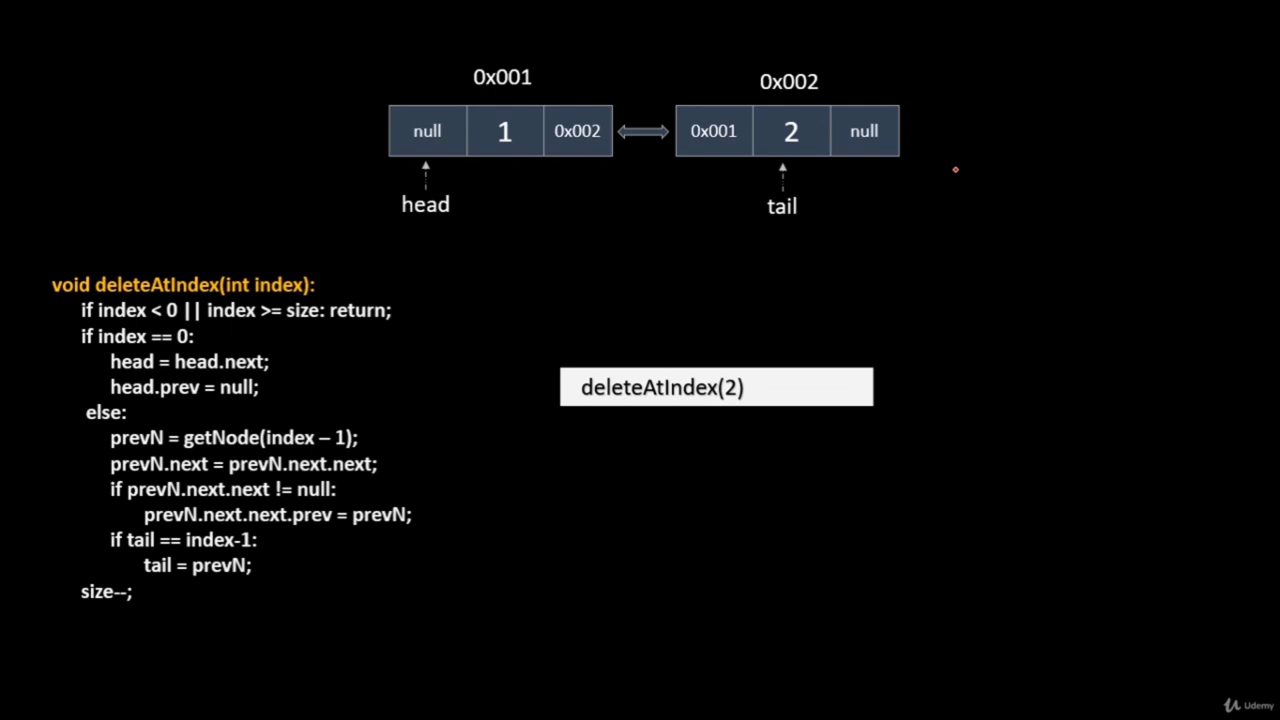 0x001
0x002
null 1 0x002
0x001 2 null
head
tail
void deleteAtIndex(int index):
if index < 0 || index >= size: return;
if index == 0:
head = head.next;
head.prev = null;
else:
prevN = getNode(index – 1);
prevN.next = prevN.next.next;
if prevN.next.next != null:
prevN.next.next.prev = prevN;
if tail == index-1:
tail = prevN;
size--;
deleteAtIndex(2)
Udemy